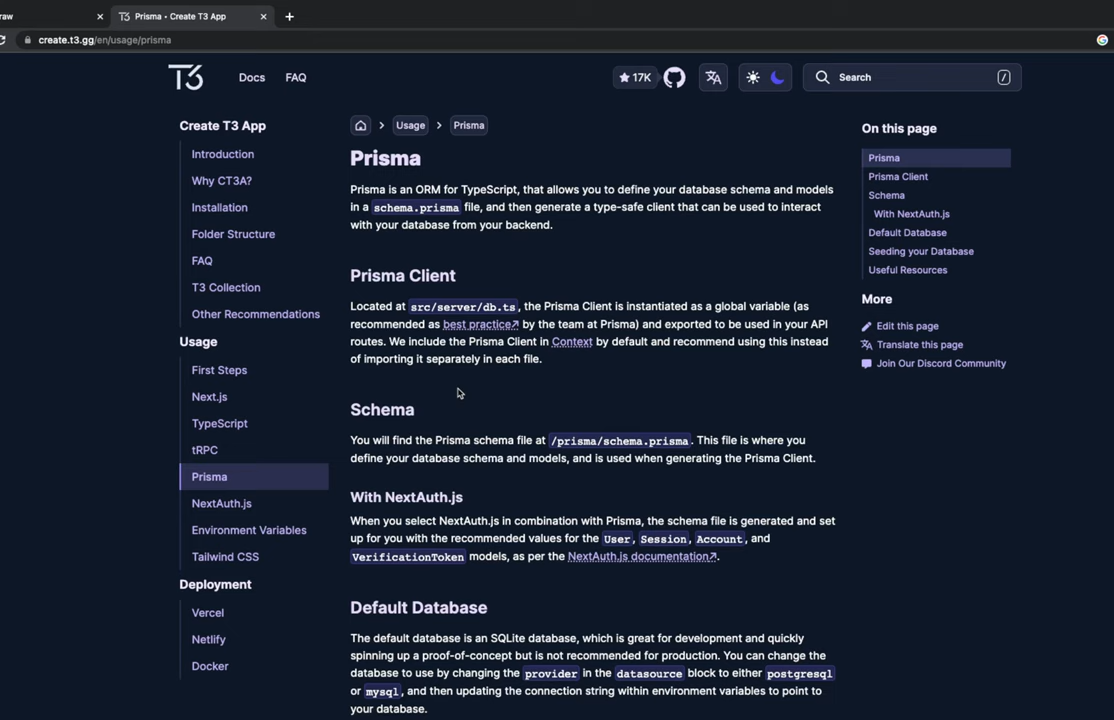 raw
Prisma • Create T3 App
create.t3.gg/en/usage/prisma
T3
Docs
FAQ
17K
Search
/
Create T3 App
Introduction
Why CT3A?
Installation
Folder Structure
FAQ
T3 Collection
Other Recommendations
Usage
First Steps
Next.js
TypeScript
tRPC
Prisma
NextAuth.js
Environment Variables
Tailwind CSS
Deployment
Vercel
Netlify
Docker
Usage
Prisma
Prisma
Prisma is an ORM for TypeScript, that allows you to define your database schema and models
in a schema.prisma file, and then generate a type-safe client that can be used to interact
with your database from your backend.
Prisma Client
Located at src/server/db.ts, the Prisma Client is instantiated as a global variable (as
recommended as best practice↗ by the team at Prisma) and exported to be used in your API
routes. We include the Prisma Client in Context by default and recommend using this instead
of importing it separately in each file.
Schema
You will find the Prisma schema file at /prisma/schema.prisma. This file is where you
define your database schema and models, and is used when generating the Prisma Client.
With NextAuth.js
When you select NextAuth.js in combination with Prisma, the schema file is generated and set
up for you with the recommended values for the User, Session, Account, and
VerificationToken models, as per the NextAuth.js documentation↗.
Default Database
The default database is an SQLite database, which is great for development and quickly
spinning up a proof-of-concept but is not recommended for production. You can change the
database to use by changing the provider in the datasource block to either postgresql
or mysql, and then updating the connection string within environment variables to point to
your database.
On this page
Prisma
Prisma Client
Schema
With NextAuth.js
Default Database
Seeding your Database
Useful Resources
More
Edit this page
Translate this page
Join Our Discord Community